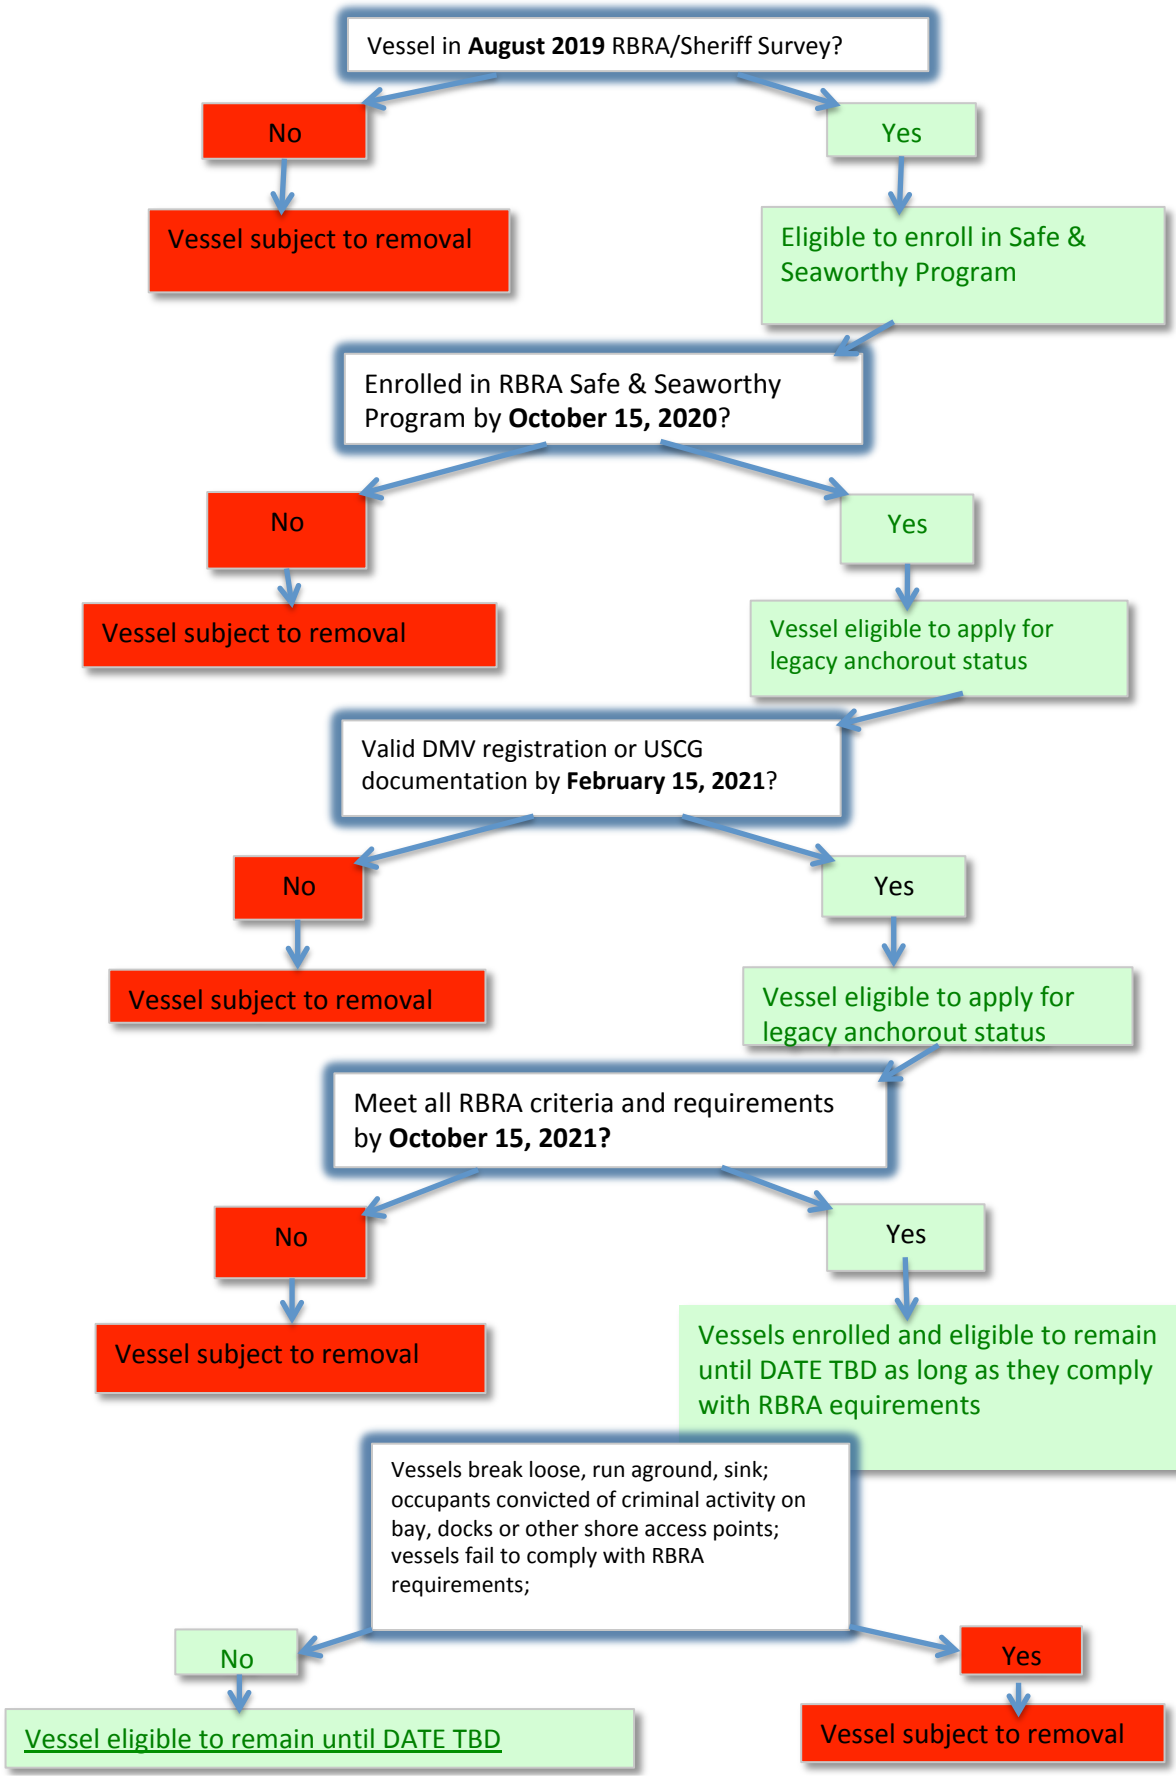 Vessel in August 2019 RBRA/Sheriff Survey?
No
Yes
Vessel subject to removal
Eligible to enroll in Safe &
Seaworthy Program
Enrolled in RBRA Safe & Seaworthy
Program by October 15, 2020?
No
Yes
Vessel subject to removal
Vessel eligible to apply for
legacy anchorout status
Valid DMV registration or USCG
documentation by February 15, 2021?
No
Yes
Vessel subject to removal
Vessel eligible to apply for
legacy anchorout status
Meet all RBRA criteria and requirements
by October 15, 2021?
No
Yes
Vessel subject to removal
Vessels enrolled and eligible to remain
until DATE TBD as long as they comply
with RBRA equirements
Vessels break loose, run aground, sink;
occupants convicted of criminal activity on
bay, docks or other shore access points;
vessels fail to comply with RBRA
requirements;
No
Yes
Vessel eligible to remain until DATE TBD
Vessel subject to removal